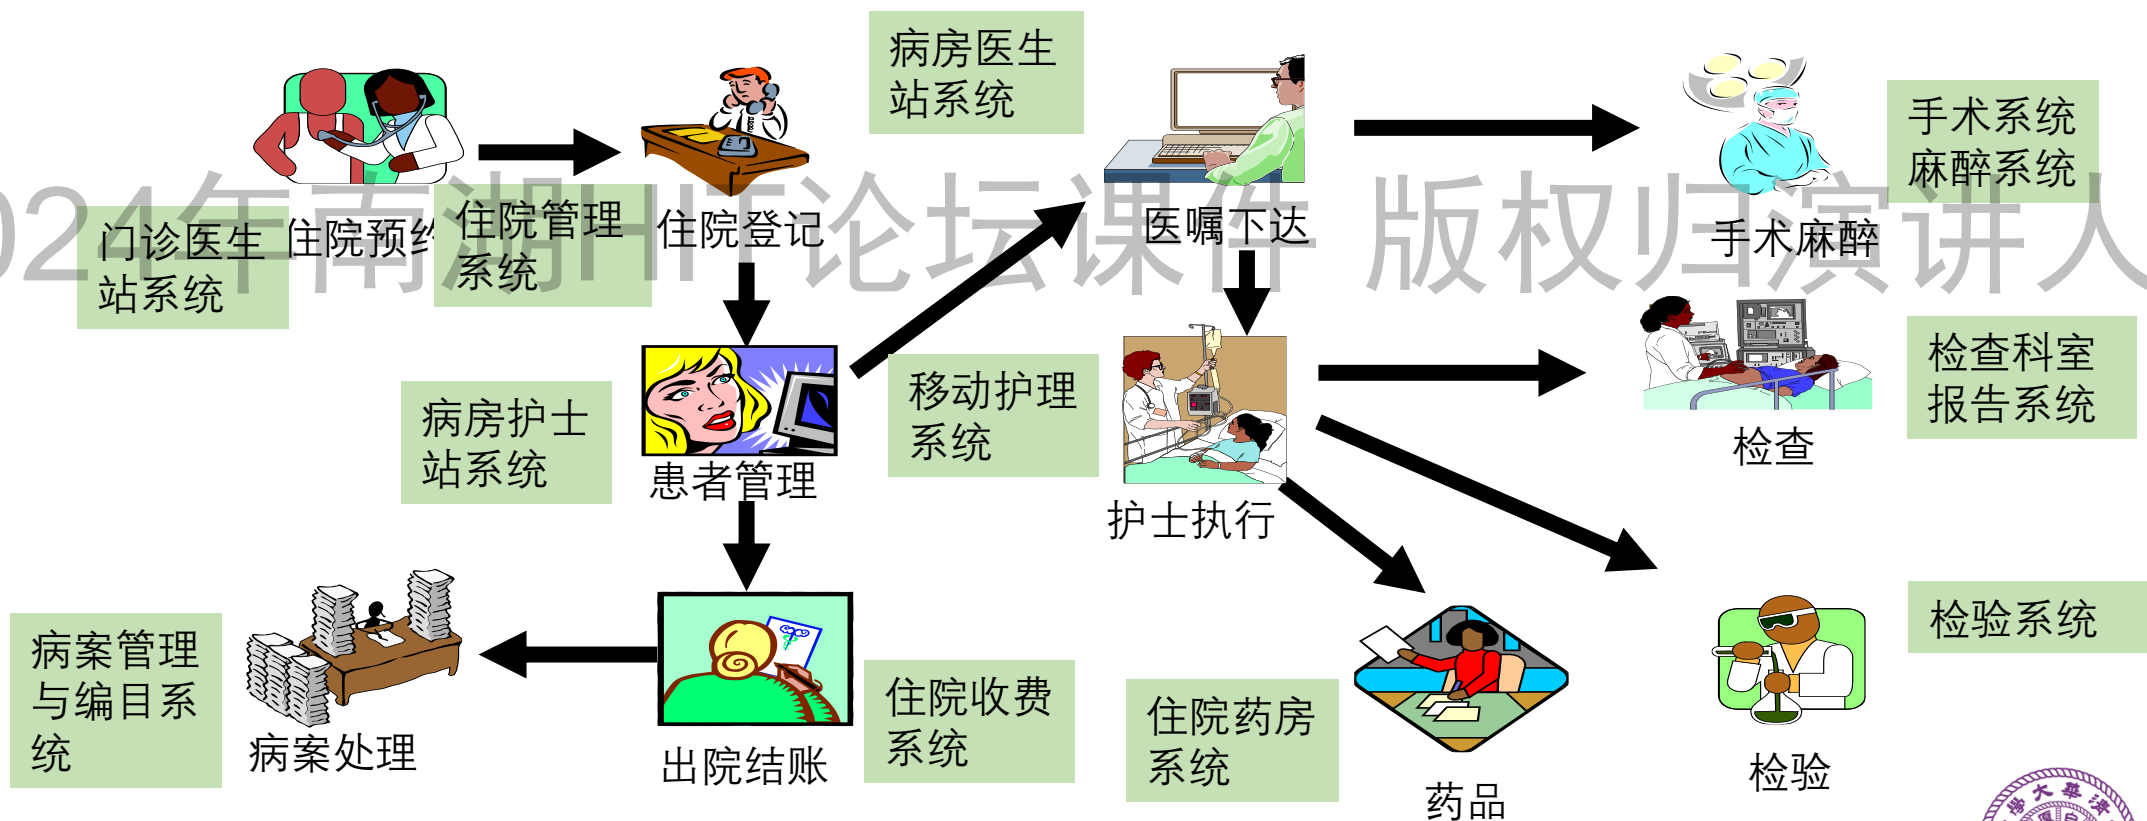 病房医生
站系统
手术系统
麻醉系统
024年南湖HIT论坛课件 版权归演讲人
门诊医生
站系统
住院预约
住院管理
系统
住院登记
医嘱下达
手术麻醉
检查科室
报告系统
移动护理
系统
病房护士
站系统
患者管理
检查
护士执行
检验系统
病案管理
与编目系
统
病案处理
住院收费
系统
出院结账
住院药房
系统
药品
检验
學大華清